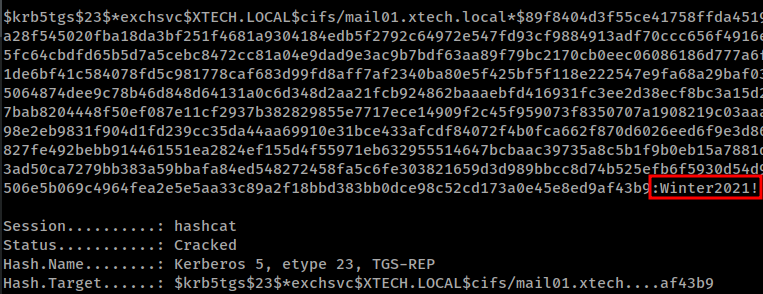 $krb5tgs$23$*exchsvc$XTECH.LOCAL$cifs/mail01.xtech.local*$89f8404d3f55ce41758ffda4519
a28f545020fba18da3bf251f4681a9304184edb5f2792c64972e547fd93cf9884913adf70ccc656f4916e
5fc64cbdfd65b5d7a5cebc8472cc81a04e9dad9e3ac9b7bdf63aa89f79bc2170cb0eec06086186d777a6f
1de6bf41c584078fd5c981778caf683d99fd8aff7af2340ba80e5f425bf5f118e222547e9fa68a29baf03
5064874dee9c78b46d848d64131a0c6d348d2aa21fcb924862baaaebfd416931fc3ee2d38ecf8bc3a15d2
7bab8204448f50ef087e11cf2937b382829855e7717ece14909f2c45f959073f8350707a1908219c03aaa
98e2eb9831f904d1fd239cc35da44aa69910e31bce433afcdf84072f4b0fca662f870d6026eed6f9e3d86
827fe492bebb914461551ea2824ef155d4f55971eb632955514647bcbaac39735a8c5b1f9b0eb15a7881d
3ad50ca7279bb383a59bbafa84ed548272458fa5c6fe303821659d3d989bbcc8d74b525efb6f5930d54d9
506e5b069c4964fea2e5e5aa33c89a2f18bbd383bb0dce98c52cd173a0e45e8ed9af43b9:Winter2021!
Session..........: hashcat
Status...........: Cracked
Hash.Name........: Kerberos 5, etype 23, TGS-REP
Hash.Target......: $krb5tgs$23$*exchsvc$XTECH.LOCAL$cifs/mail01.xtech....af43b9